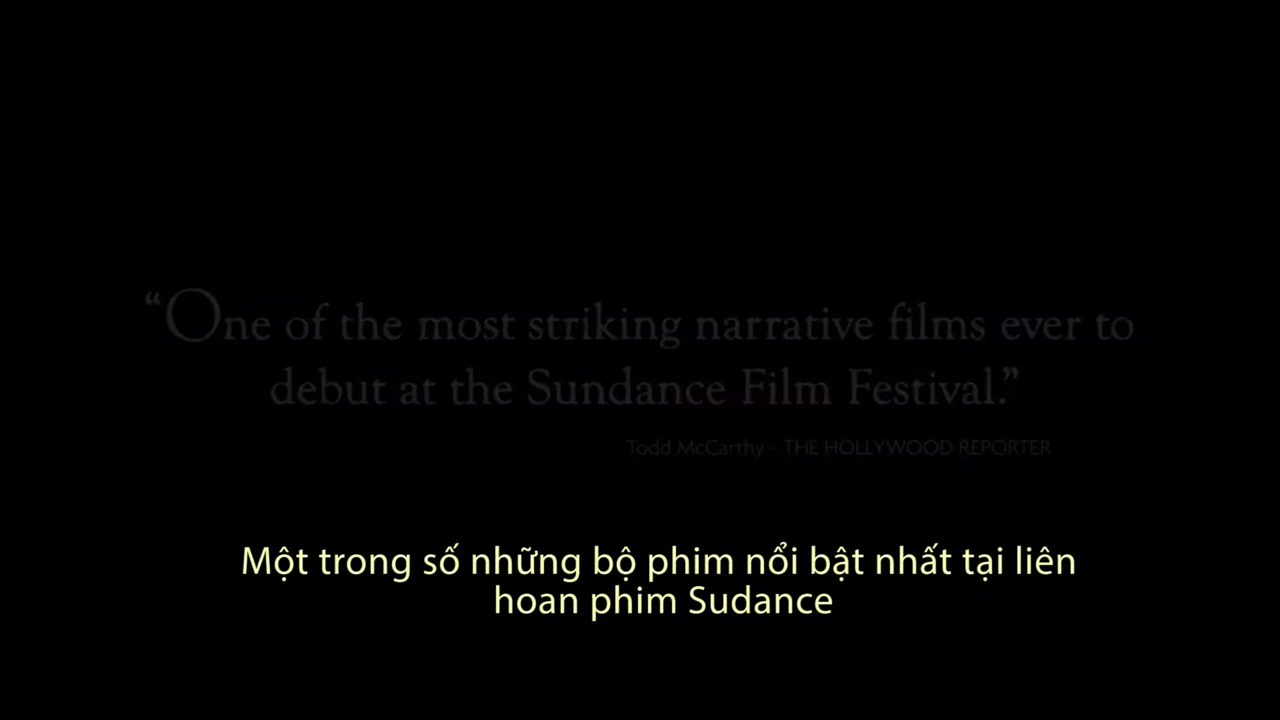 “One of the most striking narrative films ever to
debut at the Sundance Film Festival.”
Todd McCarthy - THE HOLLYWOOD REPORTER
Một trong số những bộ phim nổi bật nhất tại liên
hoan phim Sudance